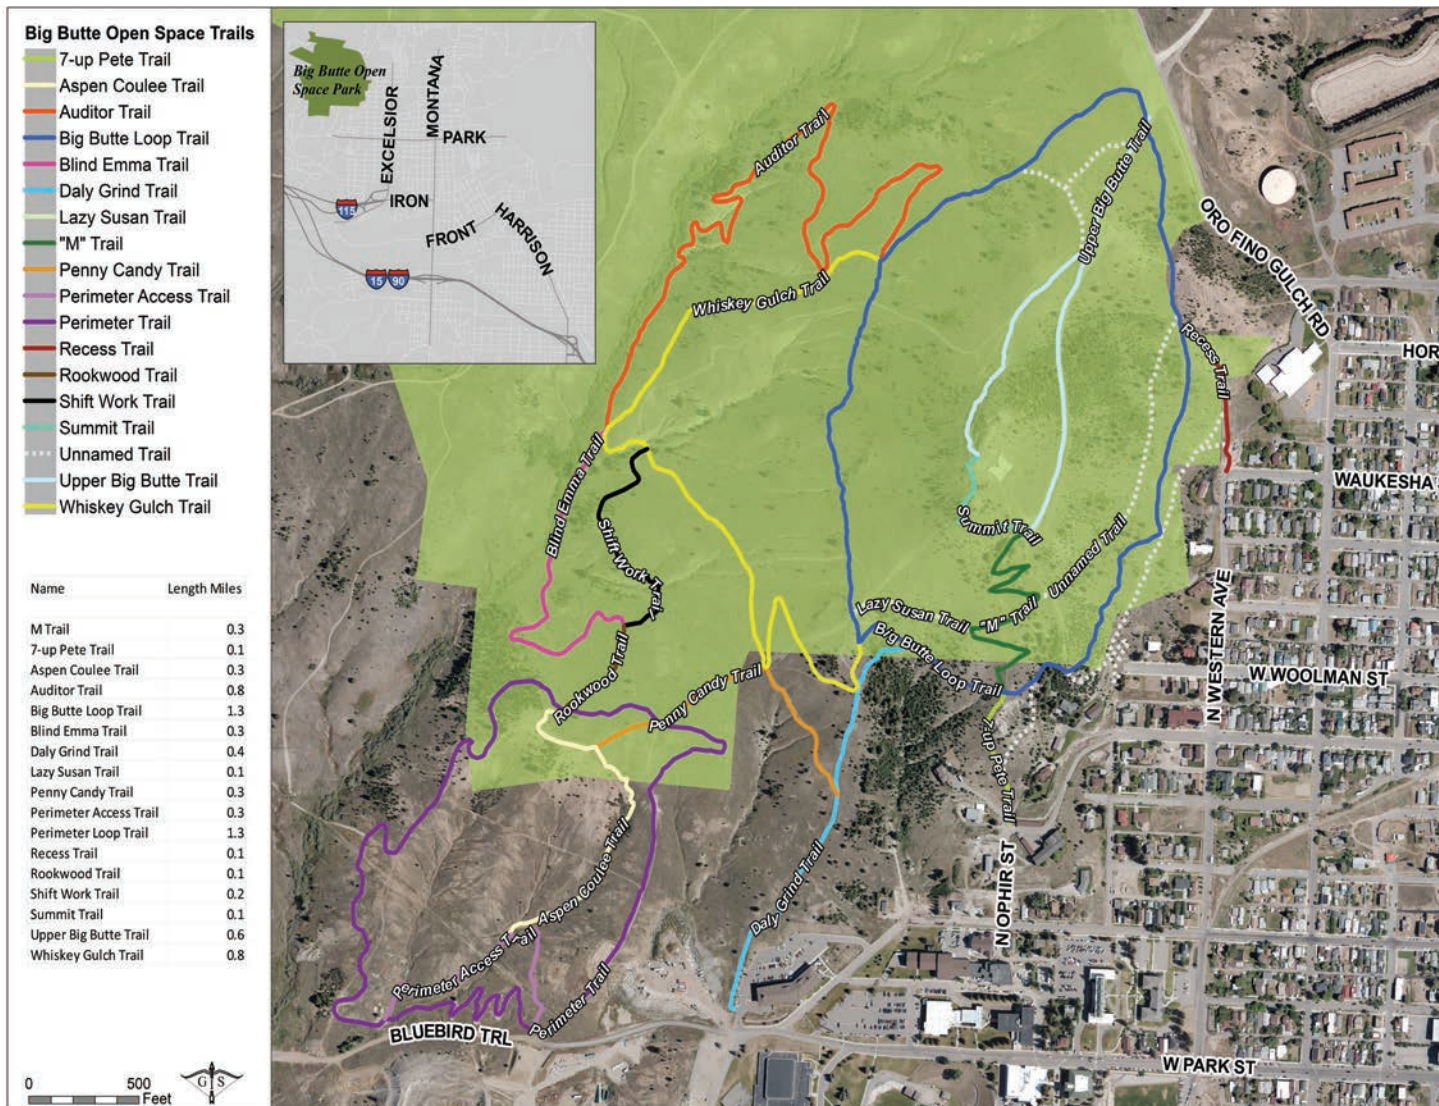 Big Butte Open Space Trails
7-up Pete Trail
Aspen Coulee Trail
Auditor Trail
Big Butte Loop Trail
Blind Emma Trail
Daly Grind Trail
Lazy Susan Trail
"M" Trail
Penny Candy Trail
Perimeter Access Trail
Perimeter Trail
Recess Trail
Rookwood Trail
Shift Work Trail
Summit Trail
Unnamed Trail
Upper Big Butte Trail
Whiskey Gulch Trail
Name Length Miles
M Trail 0.3
7-up Pete Trail 0.1
Aspen Coulee Trail 0.3
Auditor Trail 0.8
Big Butte Loop Trail 1.3
Blind Emma Trail 0.3
Daly Grind Trail 0.4
Lazy Susan Trail 0.1
Penny Candy Trail 0.3
Perimeter Access Trail 0.3
Perimeter Loop Trail 1.3
Recess Trail 0.1
Rookwood Trail 0.1
Shift Work Trail 0.2
Summit Trail 0.1
Upper Big Butte Trail 0.6
Whiskey Gulch Trail 0.8
0 500
Feet
G S
Big Butte Open
Space Park
EXCELSIOR
MONTANA
PARK
IRON
115
FRONT
HARRISON
15
90
Auditor Trail
Upper Big Butte Trail
Whiskey Gulch Trail
ORO FINO GULCH RD
Recess Trail
HOR
Blind Emma Trail
Shift Work Trail
WAUKESHA S
Summit Trail
Unnamed Trail
Lazy Susan Trail
"M" Trail
N WESTERN AVE
Big Butte Loop Trail
Rookwood Trail
Penny Candy Trail
W WOOLMAN ST
7-up Pete Trail
Aspen Coulee Trail
Daly Grind Trail
N OPHIR ST
Perimeter Access Trail
Perimeter Trail
BLUEBIRD TRL
W PARK ST